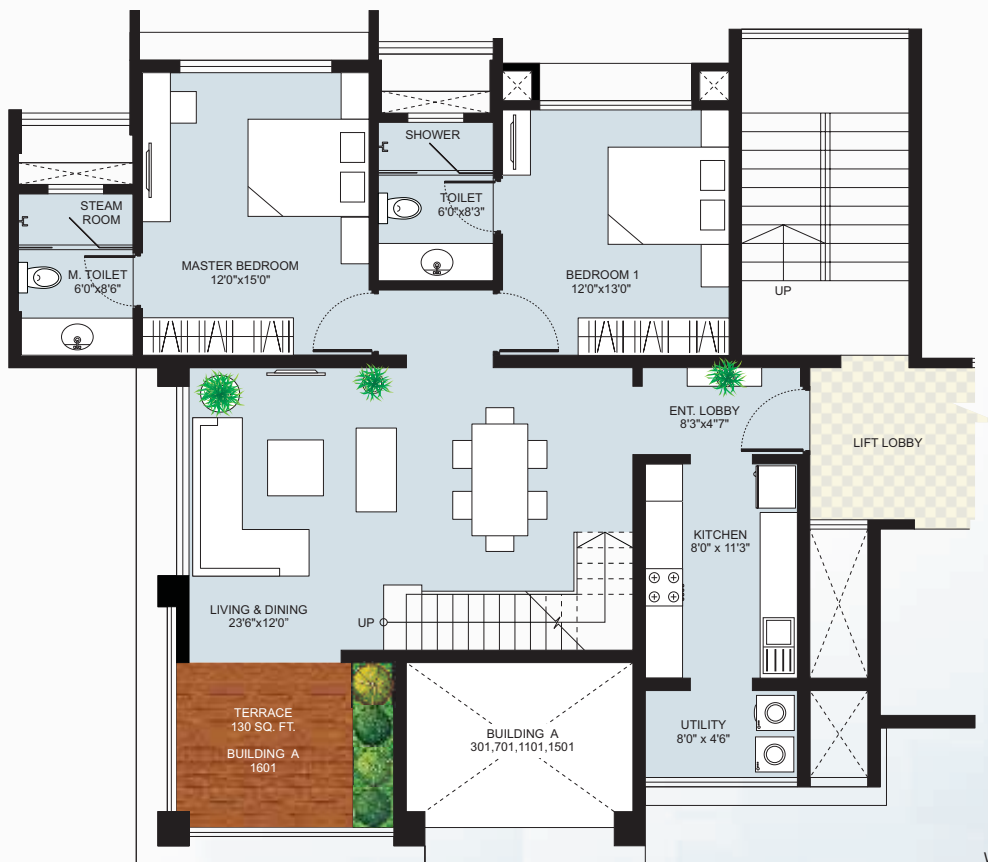 SHOWER
STEAM
ROOM
TOILET
6'0"x8'3"
M. TOILET
6'0"x8'6"
MASTER BEDROOM
12'0"x15'0"
BEDROOM 1
12'0"x13'0"
UP
ENT. LOBBY
8'3"x4"7"
LIFT LOBBY
KITCHEN
8'0" x 11'3"
LIVING & DINING
23'6"x12'0"
UP
TERRACE
130 SQ. FT.
BUILDING A
1601
BUILDING A
301,701,1101,1501
UTILITY
8'0" x 4'6"